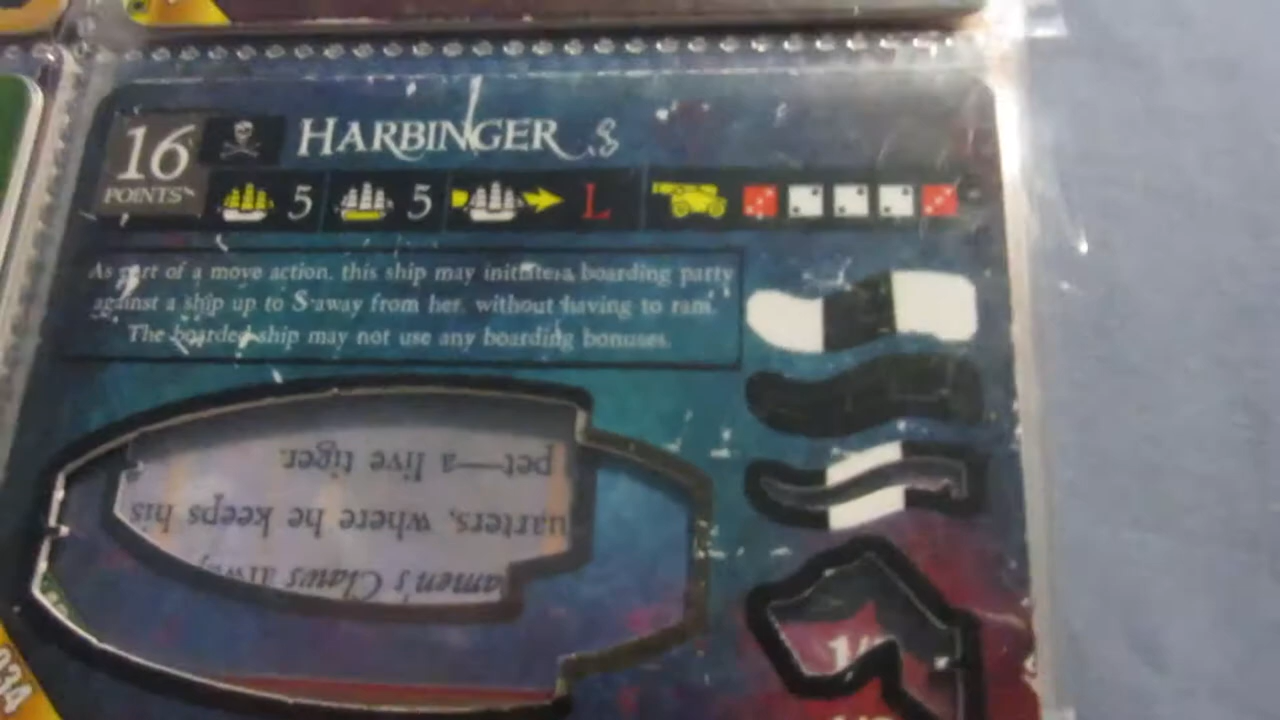 16
POINTS
HARBINGER
5 5 L
As part of a move action, this ship may initiate a boarding party
against a ship up to S away from her, without having to ram.
The boarded ship may not use any boarding bonuses.
pet—a live tiger.
uarters, where he keeps his
amen's Claws
034